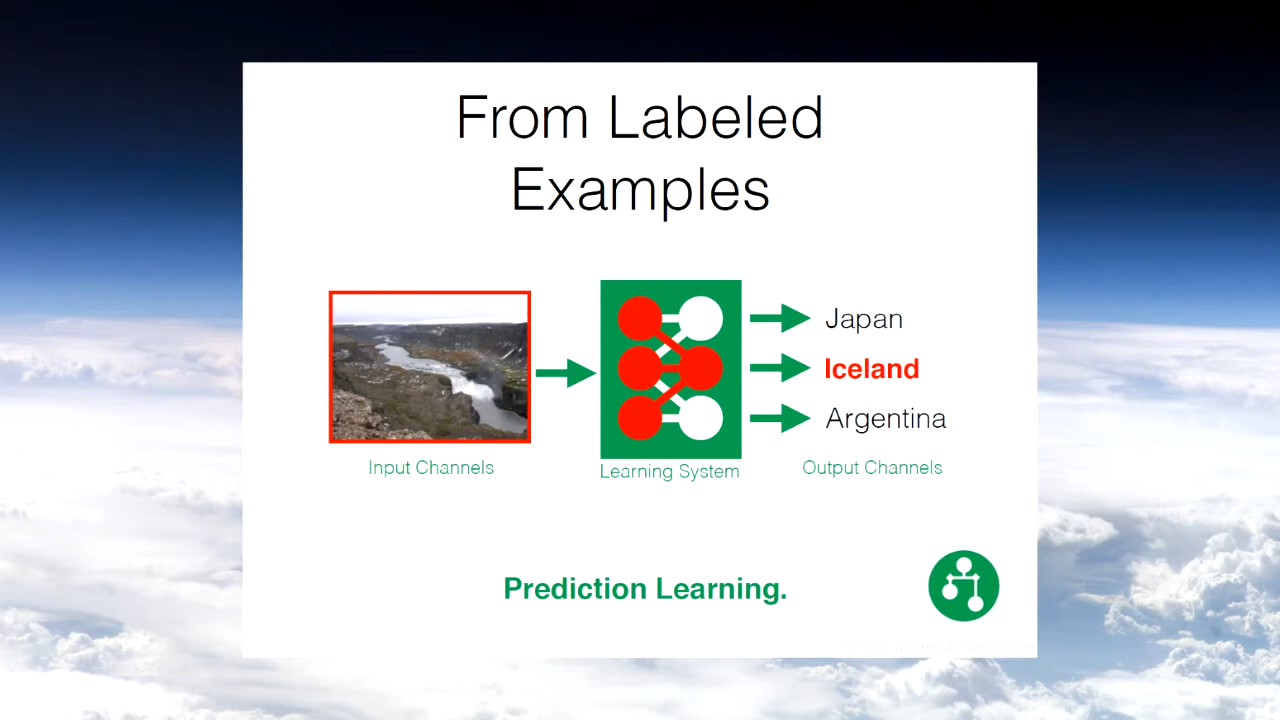 From Labeled
Examples
Japan
Iceland
Argentina
Input Channels
Learning System
Output Channels
Prediction Learning.